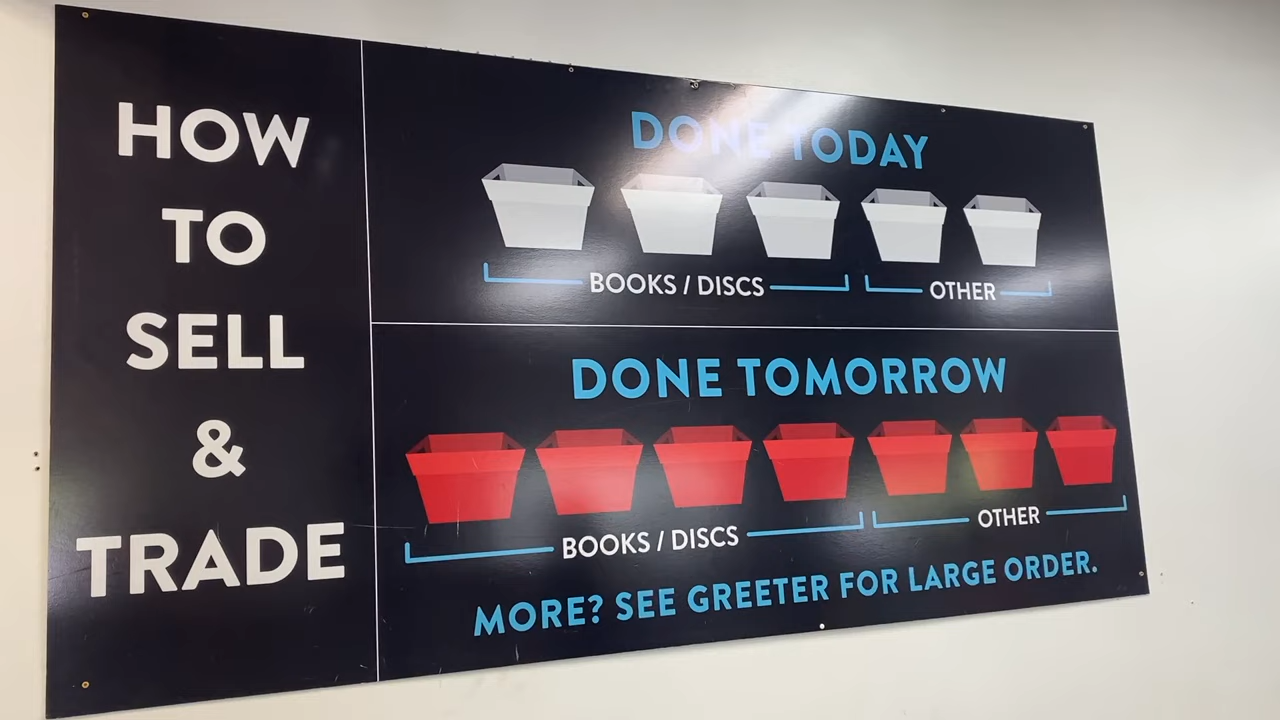 HOW
TO
SELL
&
TRADE
DONE TODAY
BOOKS / DISCS
OTHER
DONE TOMORROW
BOOKS / DISCS
OTHER
MORE? SEE GREETER FOR LARGE ORDER.